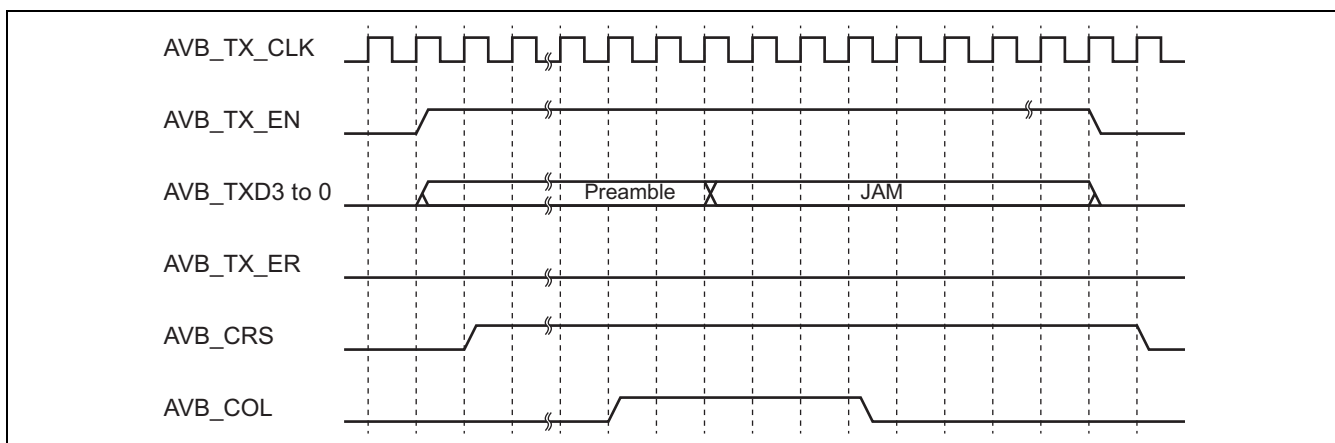 AVB_TX_CLK
AVB_TX_EN
AVB_TXD3 to 0
Preamble
JAM
AVB_TX_ER
AVB_CRS
AVB_COL